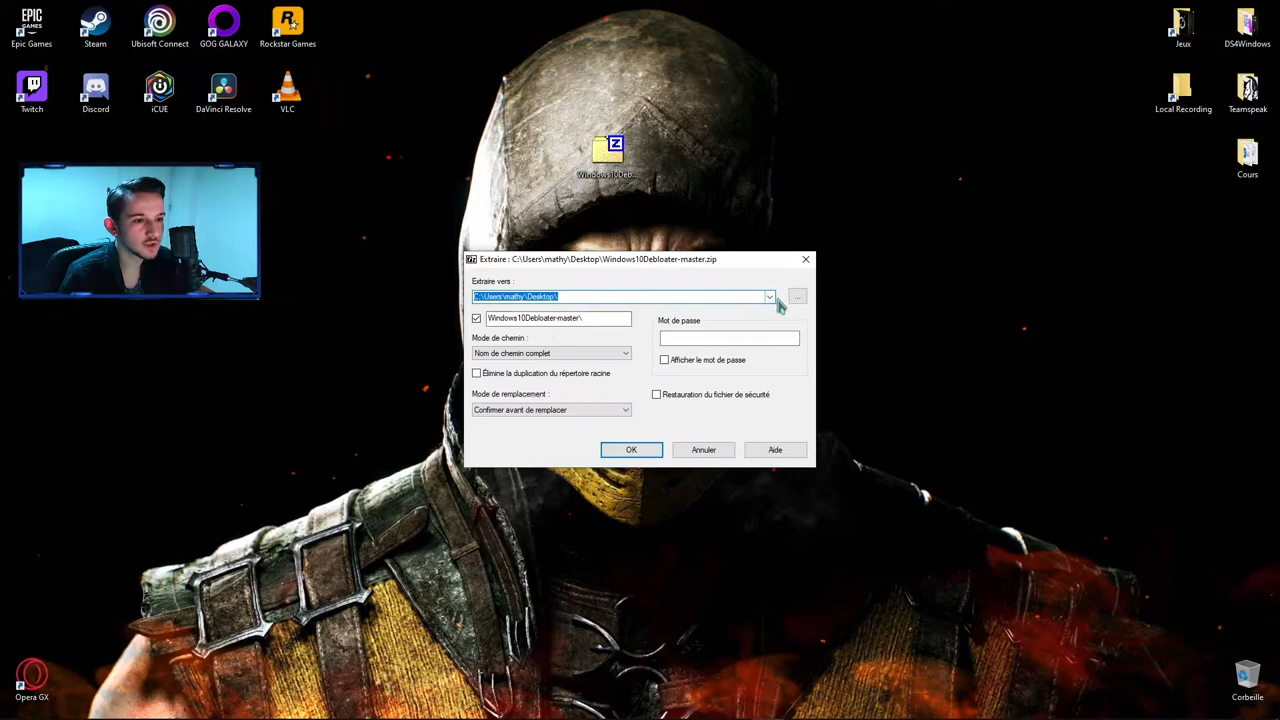 EPIC
GAMES
Epic Games
Steam
Ubisoft Connect
GOG GALAXY
Rockstar Games
Jeux
DS4Windows
Twitch
Discord
iCUE
DaVinci Resolve
VLC
Local Recording
Teamspeak
Windows10Deb...
Cours
Extraire : C:\Users\mathy\Desktop\Windows10Debloater-master.zip
Extraire vers :
C:\Users\mathy\Desktop\
...
Windows10Debloater-master\
Mot de passe
Mode de chemin :
Nom de chemin complet
Afficher le mot de passe
Élimine la duplication du répertoire racine
Mode de remplacement :
Restauration du fichier de sécurité
Confirmer avant de remplacer
OK
Annuler
Aide
Opera GX
Corbeille